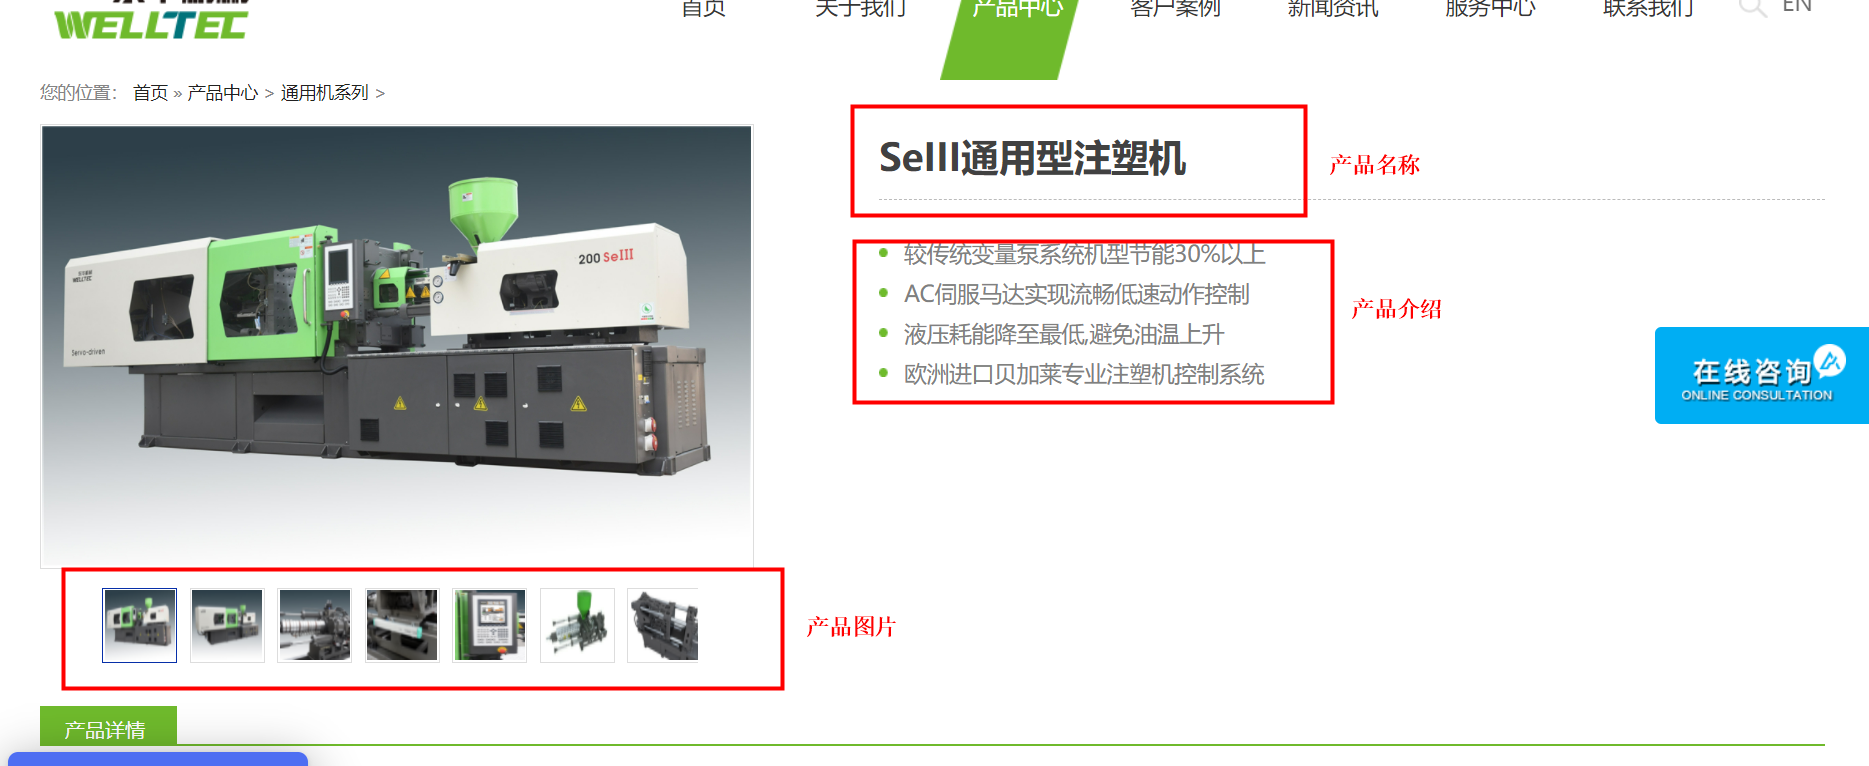 WELLTEC
首页 关于我们 产品中心 客户案例 新闻资讯 服务中心 联系我们 EN
您的位置： 首页 » 产品中心 > 通用机系列 >
SeIII通用型注塑机
产品名称
较传统变量泵系统机型节能30%以上
AC伺服马达实现流畅低速动作控制
液压耗能降至最低,避免油温上升
欧洲进口贝加莱专业注塑机控制系统
产品介绍
200 SeIII
WELLTEC
Servo-driven
在线咨询
ONLINE CONSULTATION
产品图片
产品详情